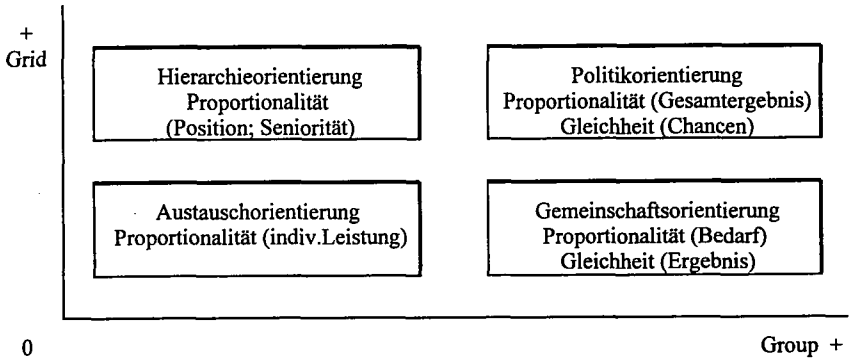 +
Grid
Hierarchieorientierung
Proportionalität
(Position; Seniorität)
Politikorientierung
Proportionalität (Gesamtergebnis)
Gleichheit (Chancen)
Austauschorientierung
Proportionalität (indiv.Leistung)
Gemeinschaftsorientierung
Proportionalität (Bedarf)
Gleichheit (Ergebnis)
0
Group +